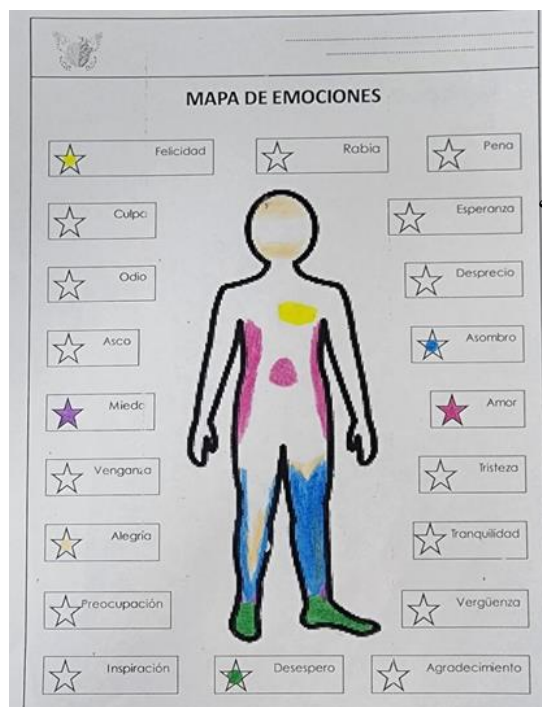 MAPA DE EMOCIONES
Felicidad
Rabia
Pena
Culpa
Esperanza
Odio
Desprecio
Asco
Asombro
Miedo
Amor
Venganza
Tristeza
Alegría
Tranquilidad
Preocupación
Vergüenza
Inspiración
Desespero
Agradecimiento